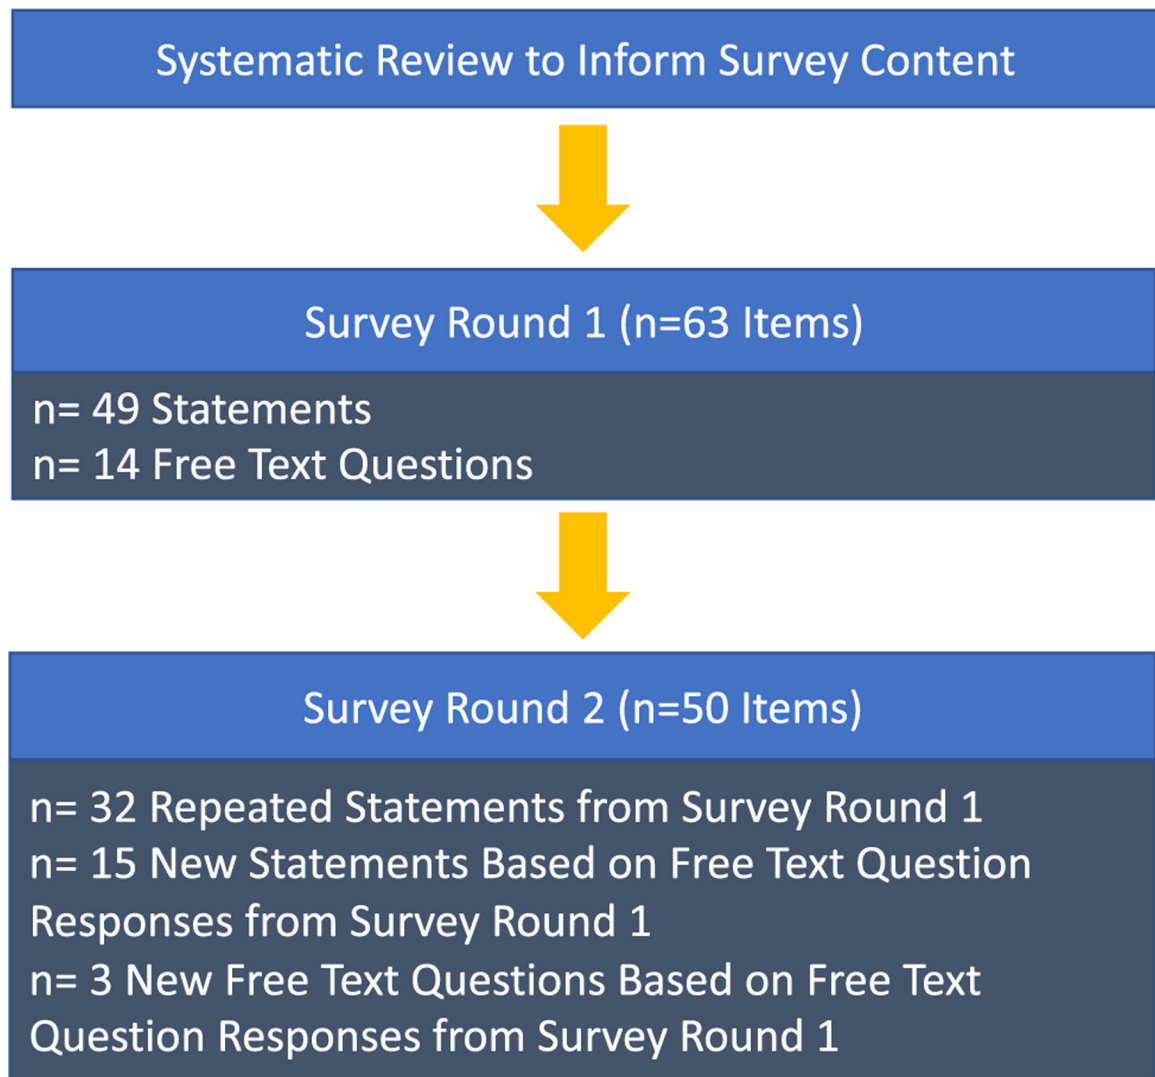 Systematic Review to Inform Survey Content
Survey Round 1 (n=63 Items)
n= 49 Statements
n= 14 Free Text Questions
Survey Round 2 (n=50 Items)
n= 32 Repeated Statements from Survey Round 1
n= 15 New Statements Based on Free Text Question
Responses from Survey Round 1
n= 3 New Free Text Questions Based on Free Text
Question Responses from Survey Round 1